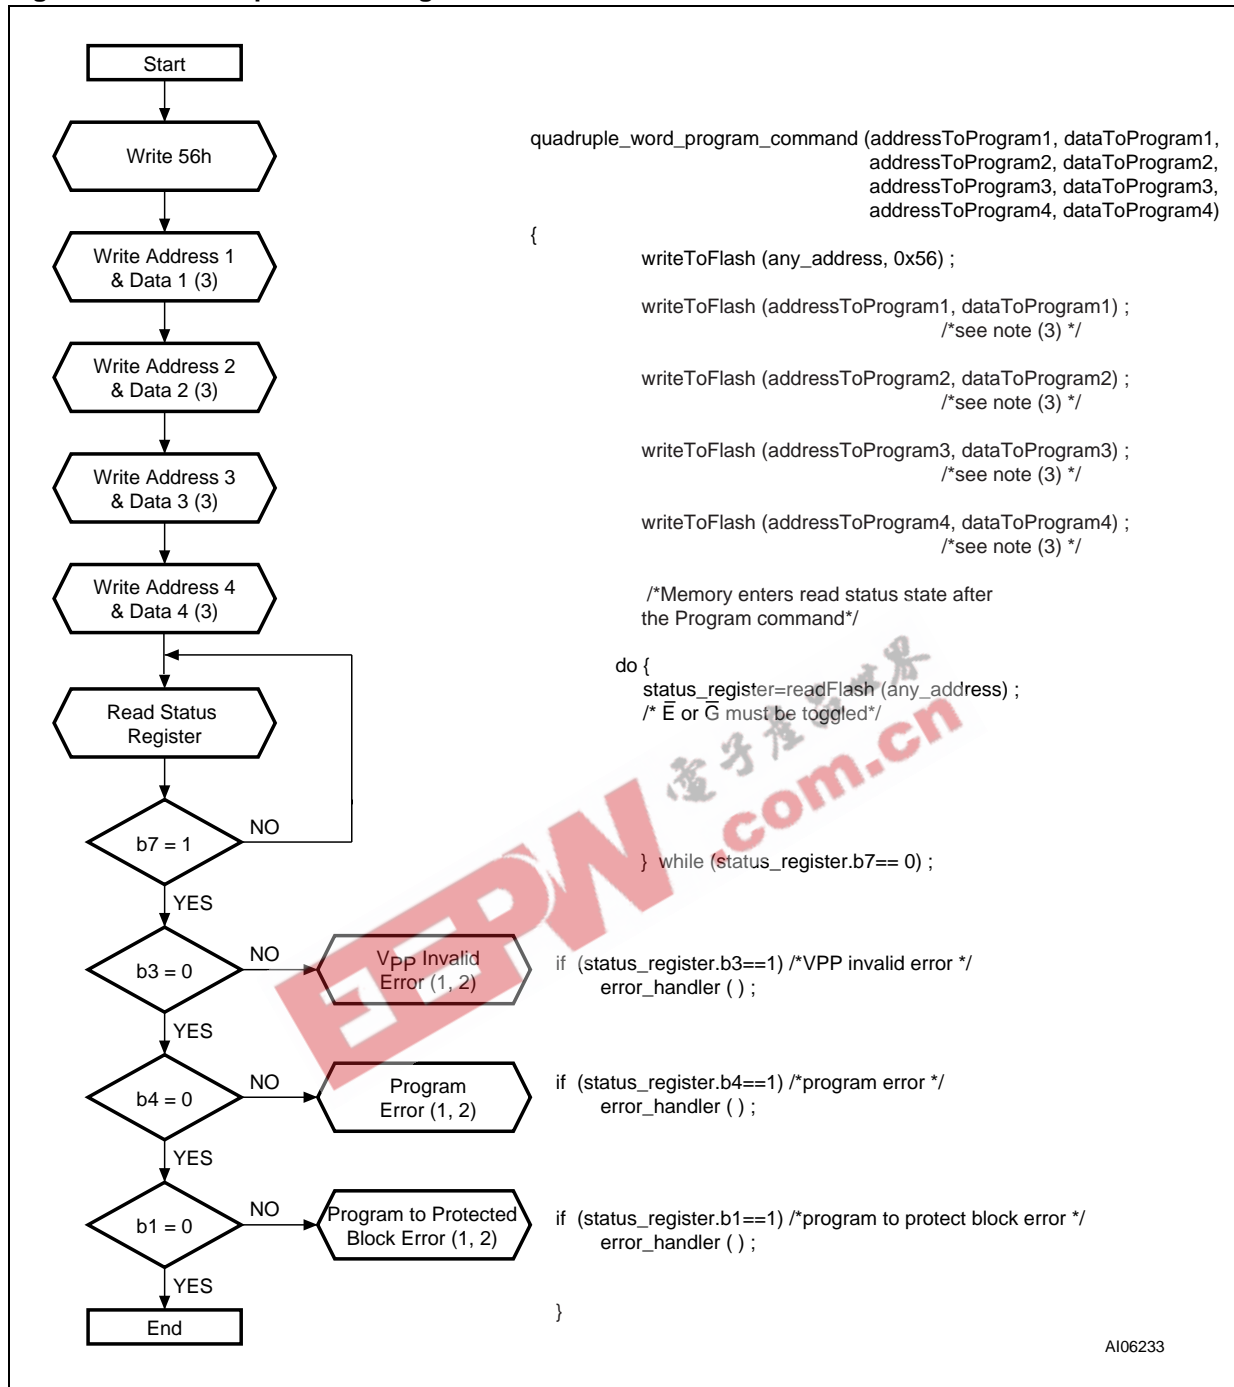 Start
Write 56h
Write Address 1
& Data 1 (3)
Write Address 2
& Data 2 (3)
Write Address 3
& Data 3 (3)
Write Address 4
& Data 4 (3)
Read Status
Register
b7 = 1
NO
YES
b3 = 0
NO
VPP Invalid
Error (1, 2)
YES
b4 = 0
NO
Program
Error (1, 2)
YES
b1 = 0
NO
Program to Protected
Block Error (1, 2)
YES
End
quadruple_word_program_command (addressToProgram1, dataToProgram1,
addressToProgram2, dataToProgram2,
addressToProgram3, dataToProgram3,
addressToProgram4, dataToProgram4)
{
writeToFlash (any_address, 0x56) ;
writeToFlash (addressToProgram1, dataToProgram1) ;
/*see note (3) */
writeToFlash (addressToProgram2, dataToProgram2) ;
/*see note (3) */
writeToFlash (addressToProgram3, dataToProgram3) ;
/*see note (3) */
writeToFlash (addressToProgram4, dataToProgram4) ;
/*see note (3) */
/*Memory enters read status state after
the Program command*/
do {
status_register=readFlash (any_address) ;
/* E̅ or G̅ must be toggled*/
} while (status_register.b7== 0) ;
if (status_register.b3==1) /*VPP invalid error */
error_handler ( ) ;
if (status_register.b4==1) /*program error */
error_handler ( ) ;
if (status_register.b1==1) /*program to protect block error */
error_handler ( ) ;
}
AI06233
EEPW
電子產品世界
.com.cn